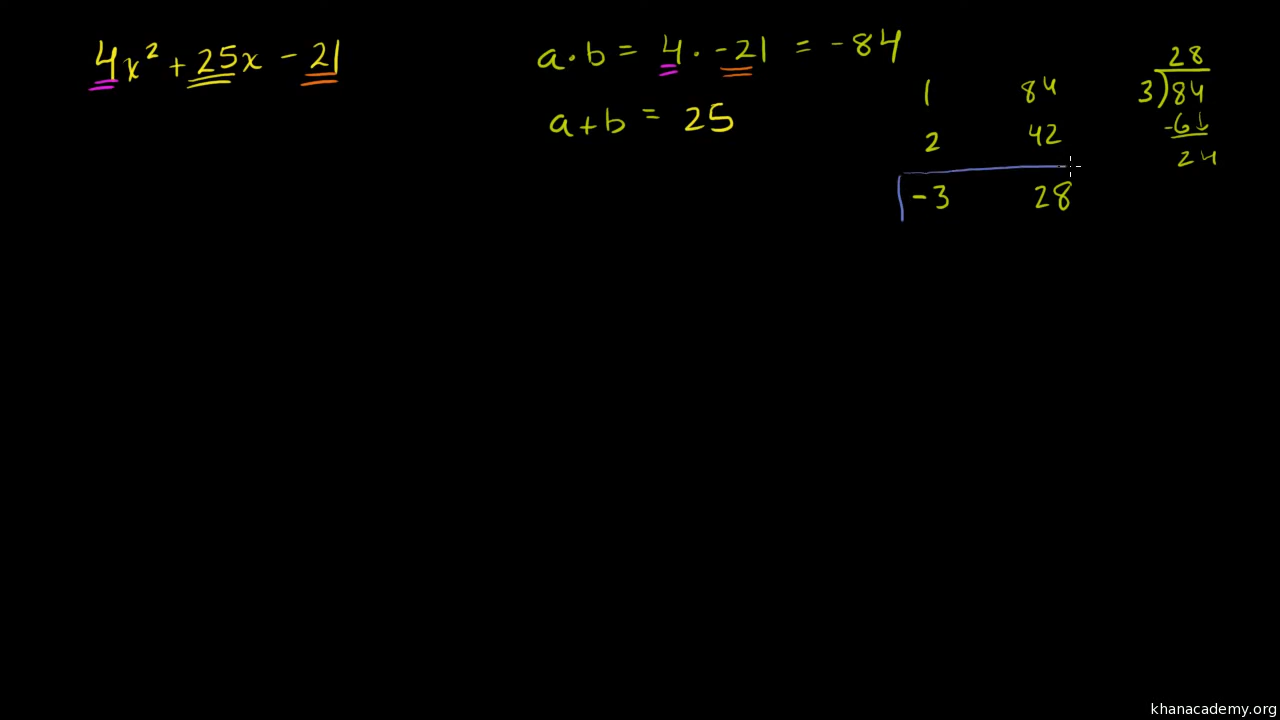 4x² + 25x - 21
a·b = 4 · -21 = -84
a+b = 25
1 84
2 42
-3 28
28
3)84
-6↓
24
khanacademy.org